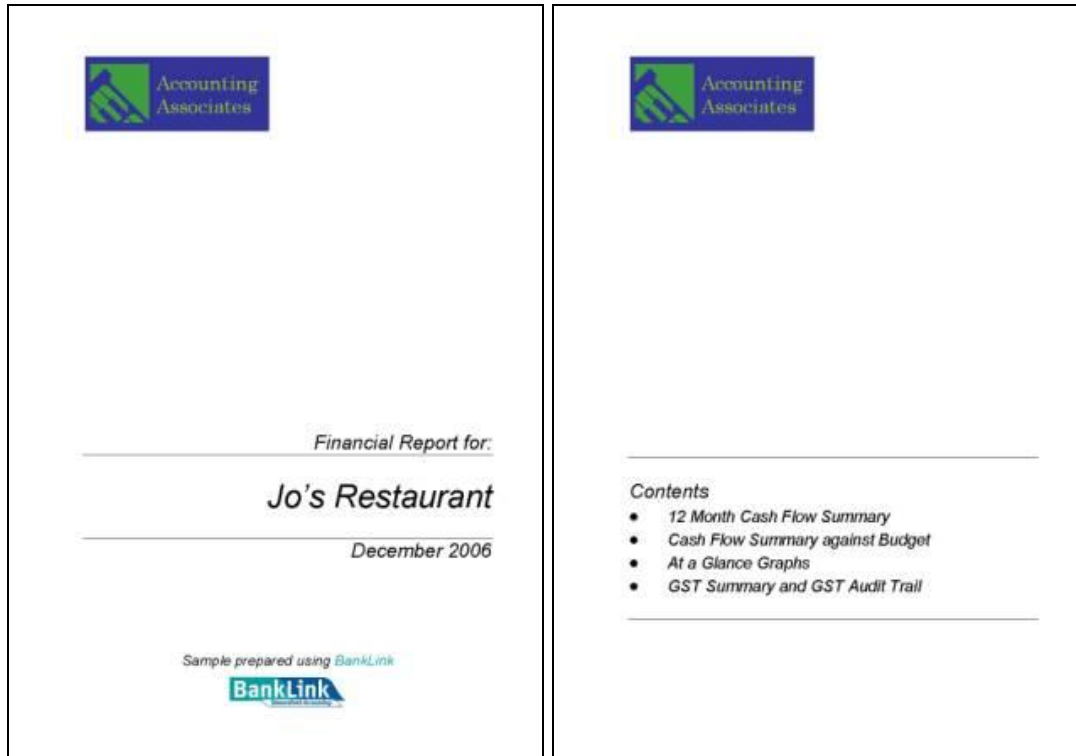 Accounting
Associates
Financial Report for:
Jo's Restaurant
December 2006
Sample prepared using BankLink
BankLink
Accounting
Associates
Contents
● 12 Month Cash Flow Summary
● Cash Flow Summary against Budget
● At a Glance Graphs
● GST Summary and GST Audit Trail